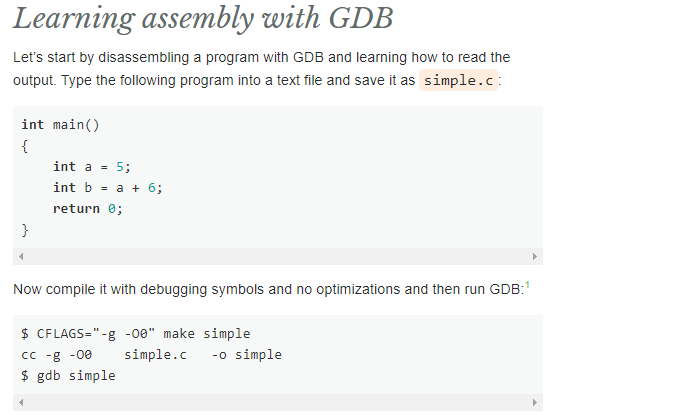 Learning assembly with GDB
Let's start by disassembling a program with GDB and learning how to read the
output. Type the following program into a text file and save it as simple.c:
int main()
{
    int a = 5;
    int b = a + 6;
    return 0;
}
Now compile it with debugging symbols and no optimizations and then run GDB:1
$ CFLAGS="-g -O0" make simple
cc -g -O0    simple.c   -o simple
$ gdb simple